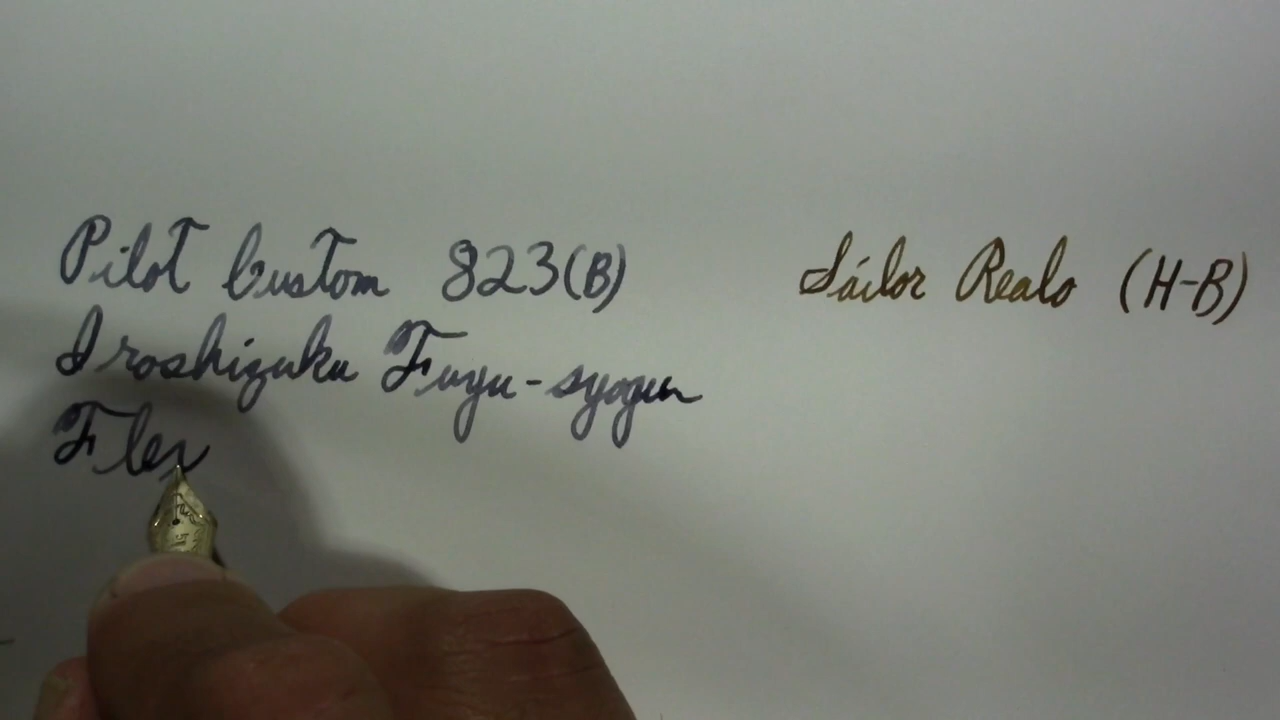 Pilot Custom 823(B)
Sailor Realo (H-B)
Iroshizuku Fuyu-syogun
Flex